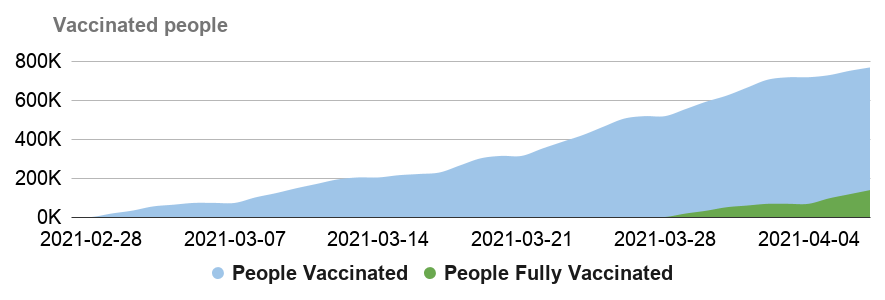 Vaccinated people
800K
600K
400K
200K
0K
2021-02-28 2021-03-07 2021-03-14 2021-03-21 2021-03-28 2021-04-04
People Vaccinated People Fully Vaccinated